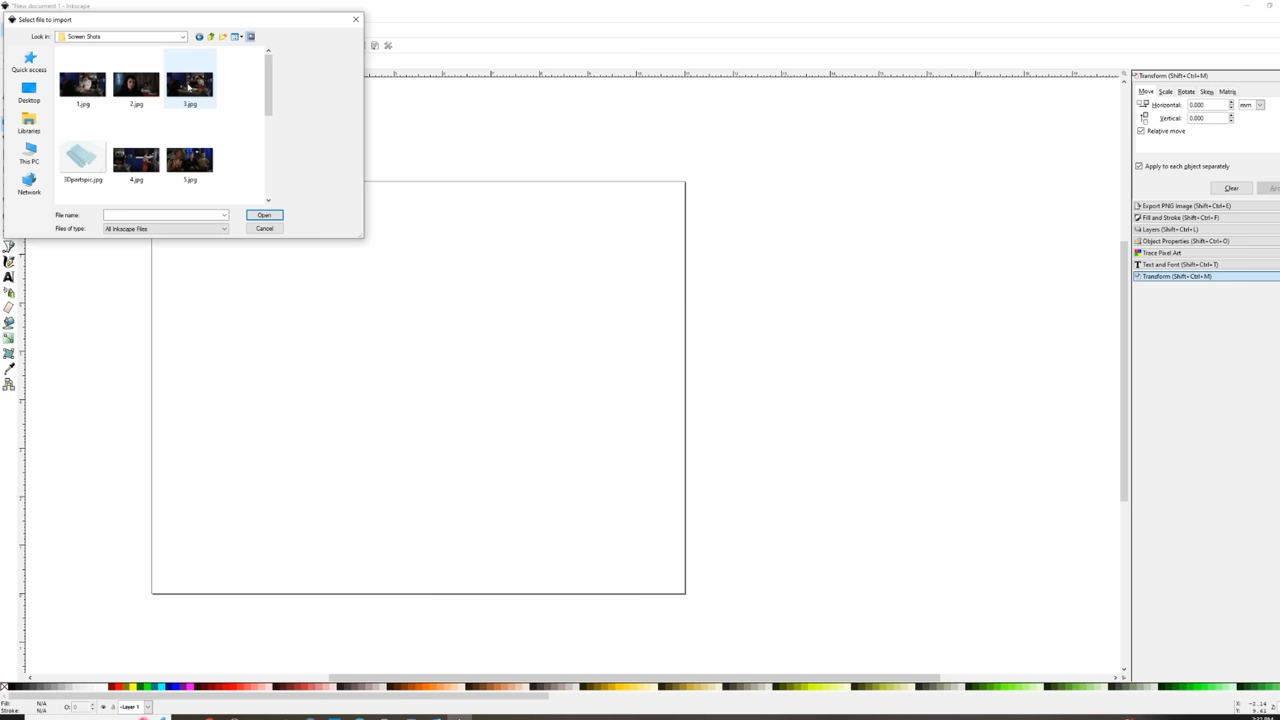 *New document 1 - Inkscape
Select file to import
Look in: Screen Shots
Quick access
Desktop
Libraries
This PC
Network
1.jpg
2.jpg
3.jpg
3Dpartspic.jpg
4.jpg
5.jpg
File name:
Open
Files of type: All Inkscape Files
Cancel
Transform (Shift+Ctrl+M)
Move Scale Rotate Skew Matrix
Horizontal: 0.000 mm
Vertical: 0.000
Relative move
Apply to each object separately
Clear
Export PNG Image (Shift+Ctrl+E)
Fill and Stroke (Shift+Ctrl+F)
Layers (Shift+Ctrl+L)
Object Properties (Shift+Ctrl+O)
Trace Pixel Art
Text and Font (Shift+Ctrl+T)
Transform (Shift+Ctrl+M)
Fill: N/A
Stroke: N/A
O: 0
Layer 1
X: -2.14
Y: 9.61